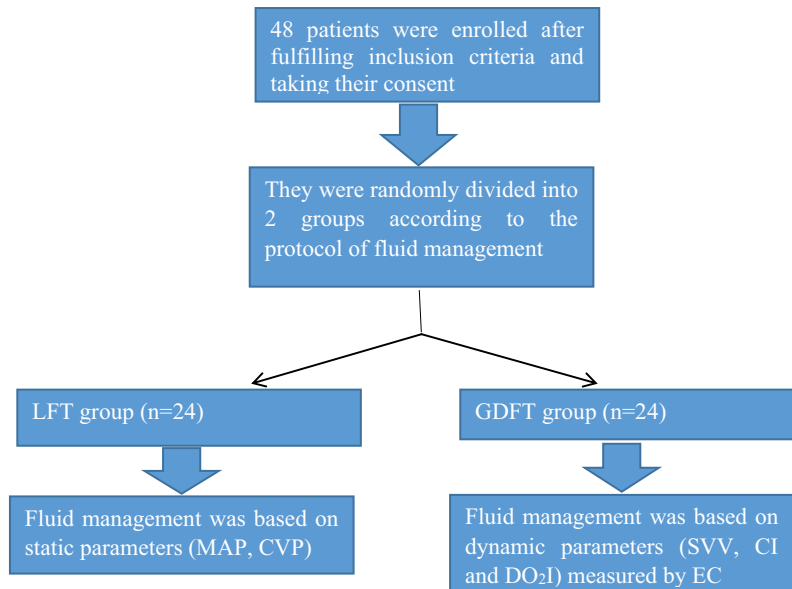 48 patients were enrolled after
fulfilling inclusion criteria and
taking their consent
They were randomly divided into
2 groups according to the
protocol of fluid management
LFT group (n=24)
GDFT group (n=24)
Fluid management was based on
static parameters (MAP, CVP)
Fluid management was based on
dynamic parameters (SVV, CI
and DO₂I) measured by EC